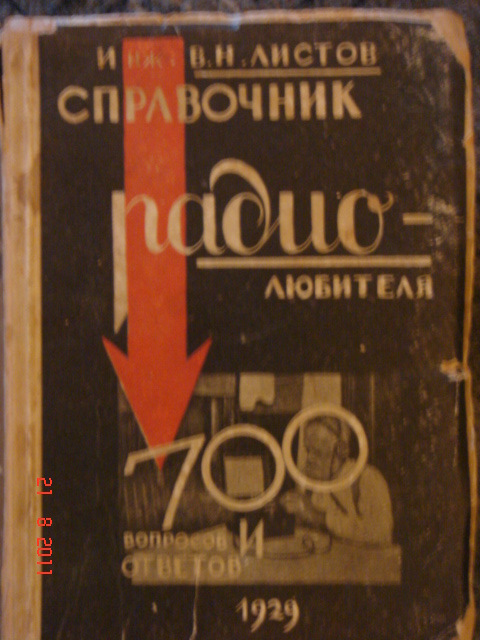 ИНЖ. В.Н. ЛИСТОВ
СПРАВОЧНИК
радио-
ЛЮБИТЕЛЯ
700
ВОПРОСОВ И
ОТВЕТОВ
1929
21 8 2011